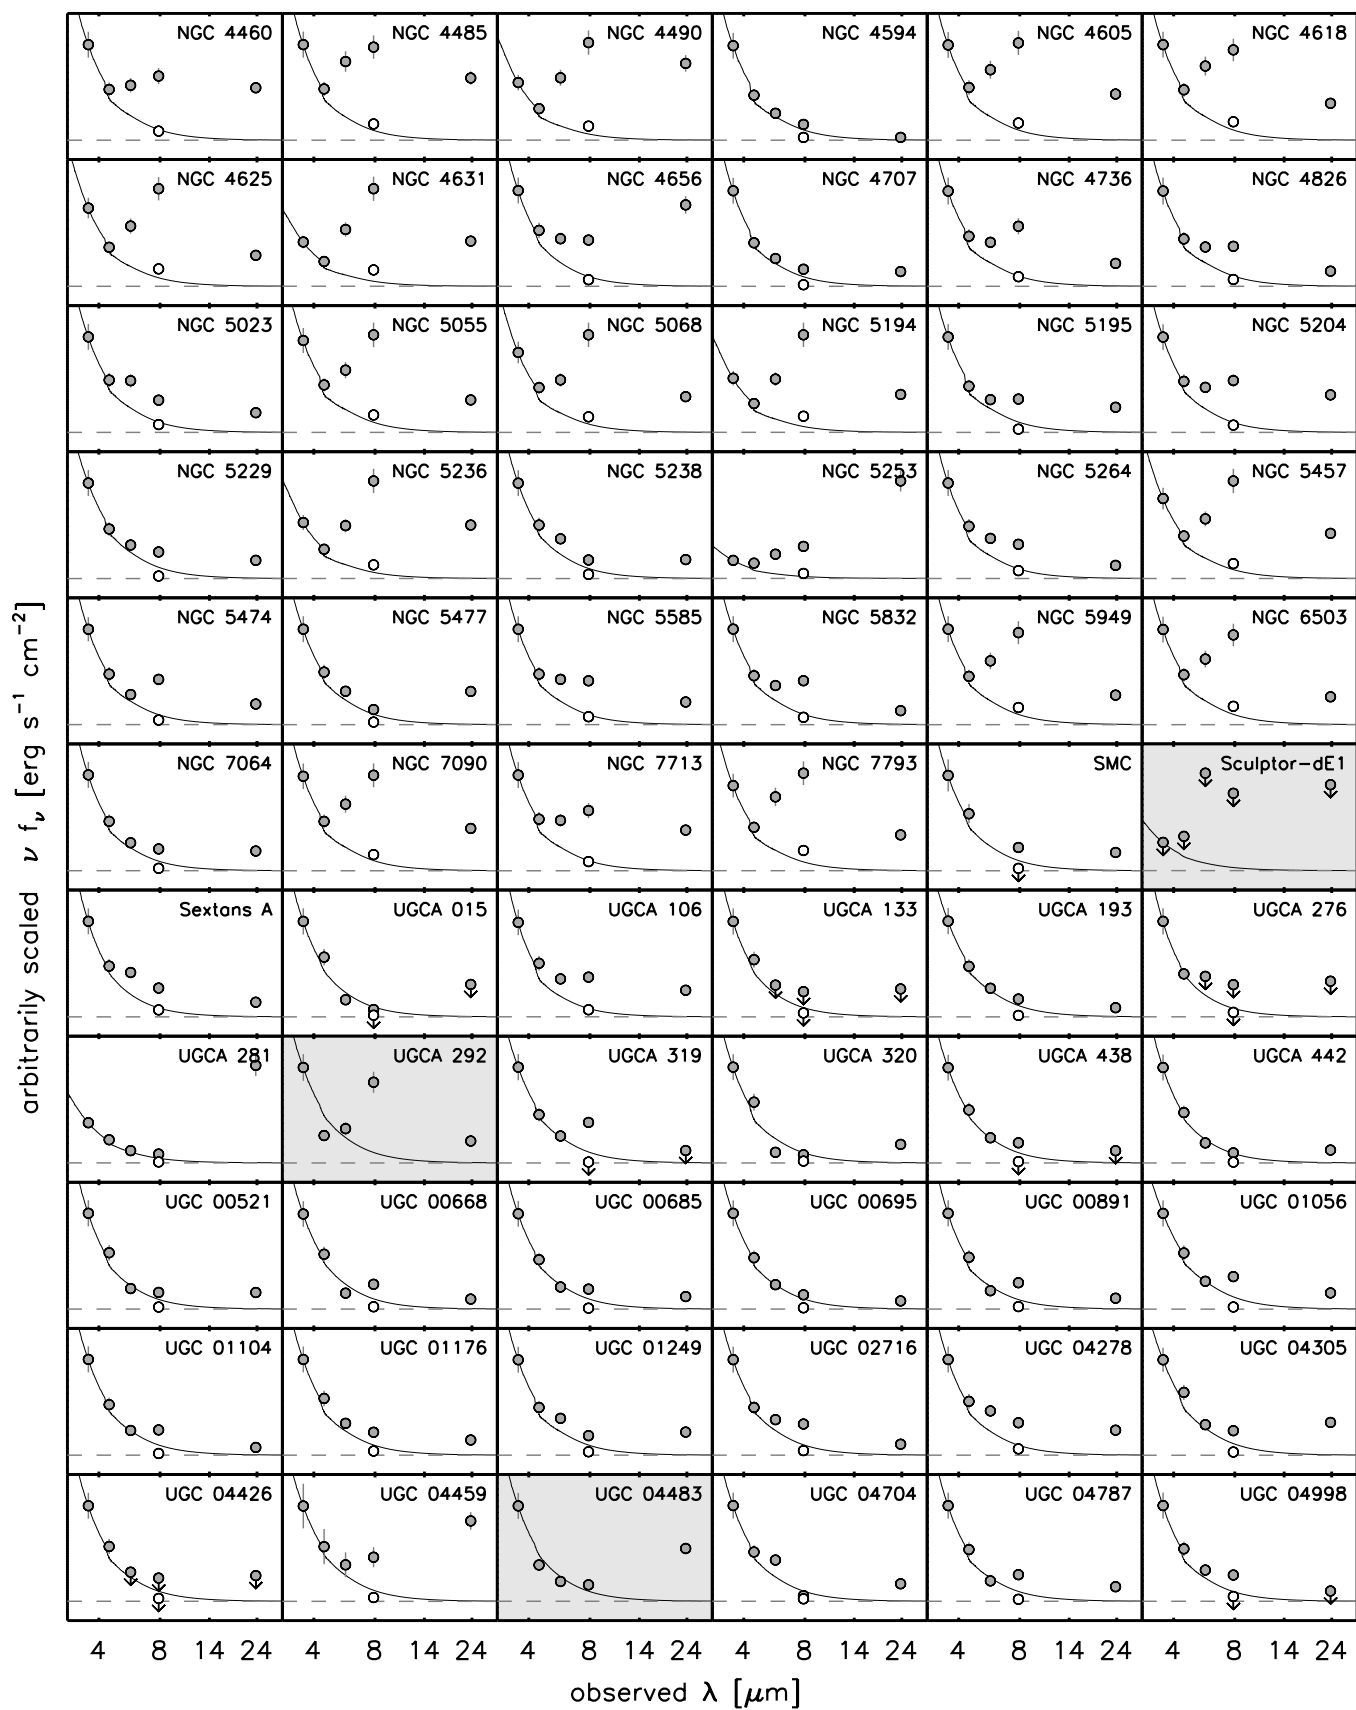 NGC 4460 NGC 4485 NGC 4490 NGC 4594 NGC 4605 NGC 4618
NGC 4625 NGC 4631 NGC 4656 NGC 4707 NGC 4736 NGC 4826
NGC 5023 NGC 5055 NGC 5068 NGC 5194 NGC 5195 NGC 5204
NGC 5229 NGC 5236 NGC 5238 NGC 5253 NGC 5264 NGC 5457
NGC 5474 NGC 5477 NGC 5585 NGC 5832 NGC 5949 NGC 6503
NGC 7064 NGC 7090 NGC 7713 NGC 7793 SMC Sculptor-dE1
Sextans A UGCA 015 UGCA 106 UGCA 133 UGCA 193 UGCA 276
UGCA 281 UGCA 292 UGCA 319 UGCA 320 UGCA 438 UGCA 442
UGC 00521 UGC 00668 UGC 00685 UGC 00695 UGC 00891 UGC 01056
UGC 01104 UGC 01176 UGC 01249 UGC 02716 UGC 04278 UGC 04305
UGC 04426 UGC 04459 UGC 04483 UGC 04704 UGC 04787 UGC 04998
4 8 14 24 4 8 14 24 4 8 14 24 4 8 14 24 4 8 14 24 4 8 14 24
observed λ [μm]
arbitrarily scaled ν fν [erg s⁻¹ cm⁻²]